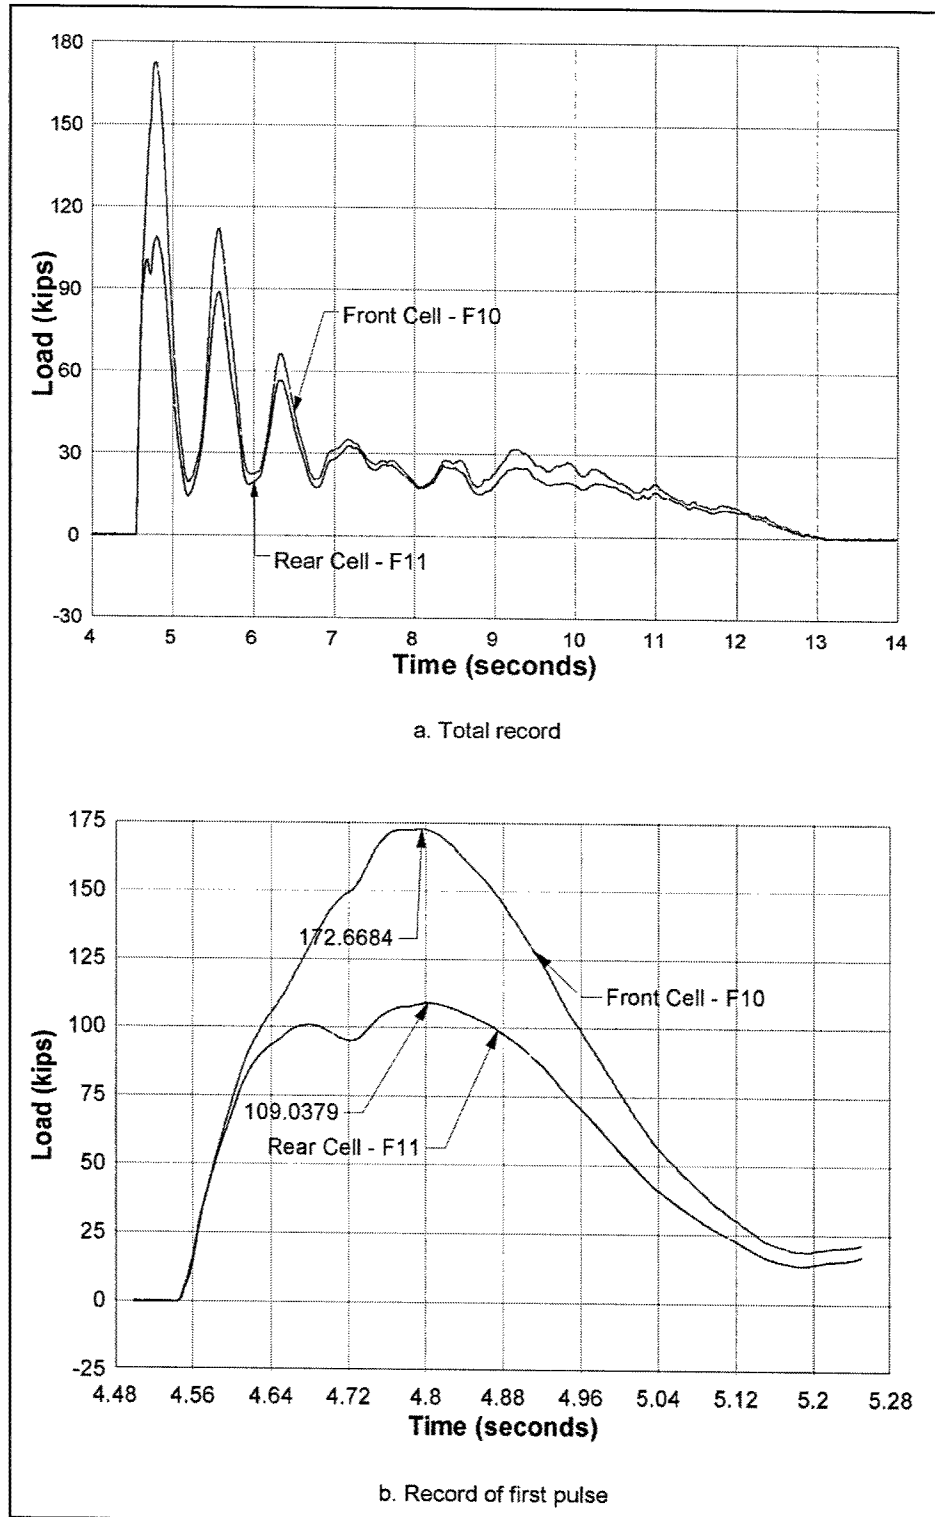 180
150
120
90
60
30
0
-30
Load (kips)
Front Cell - F10
Rear Cell - F11
4 5 6 7 8 9 10 11 12 13 14
Time (seconds)
a. Total record
175
150
125
100
75
50
25
0
-25
Load (kips)
172.6684
Front Cell - F10
109.0379
Rear Cell - F11
4.48 4.56 4.64 4.72 4.8 4.88 4.96 5.04 5.12 5.2 5.28
Time (seconds)
b. Record of first pulse